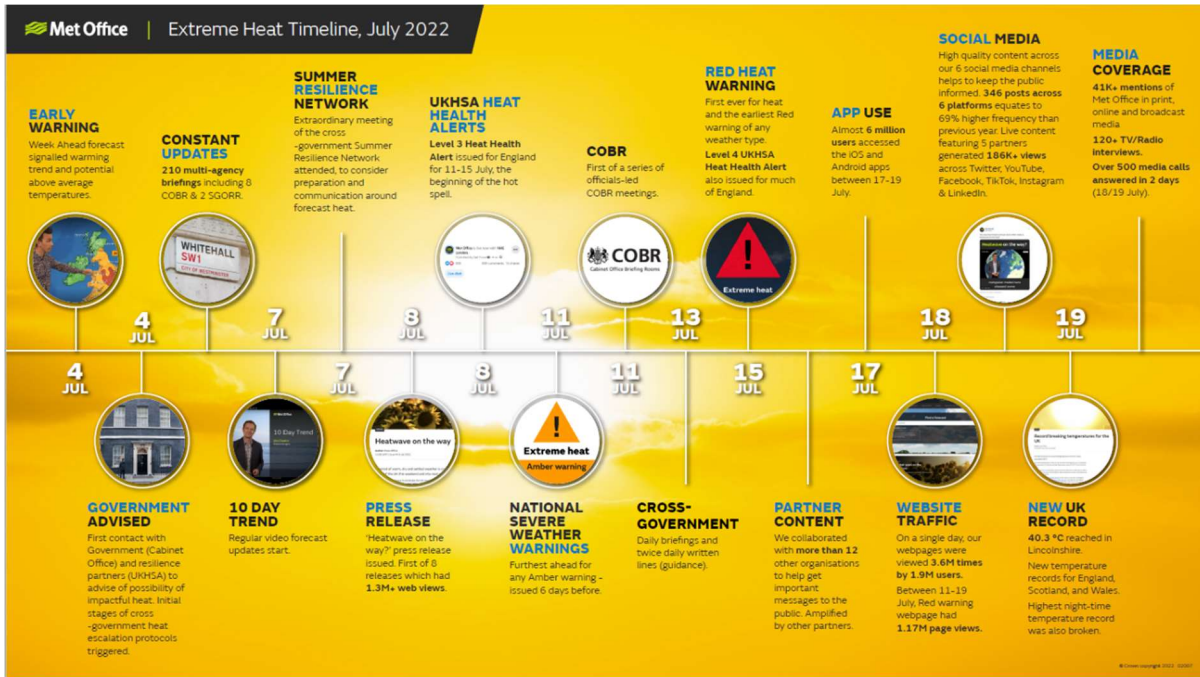 Met Office | Extreme Heat Timeline, July 2022
EARLY
WARNING
Week Ahead forecast
signalled warming
trend and potential
above average
temperatures.
CONSTANT
UPDATES
210 multi-agency
briefings including 8
COBR & 2 SGORR.
WHITEHALL
SW1
CITY OF WESTMINSTER
SUMMER
RESILIENCE
NETWORK
Extraordinary meeting
of the cross
-government Summer
Resilience Network
attended, to consider
preparation and
communication around
forecast heat.
UKHSA HEAT
HEALTH
ALERTS
Level 3 Heat Health
Alert issued for England
for 11-15 July, the
beginning of the hot
spell.
COBR
First of a series of
officials-led
COBR meetings.
COBR
Cabinet Office Briefing Rooms
RED HEAT
WARNING
First ever for heat
and the earliest Red
warning of any
weather type.
Level 4 UKHSA
Heat Health Alert
also issued for much
of England.
!
Extreme heat
APP USE
Almost 6 million
users accessed
the iOS and
Android apps
between 17-19
July.
SOCIAL MEDIA
High quality content across
our 6 social media channels
helps to keep the public
informed. 346 posts across
6 platforms equates to
69% higher frequency than
previous year. Live content
featuring 5 partners
generated 186K+ views
across Twitter, YouTube,
Facebook, TikTok, Instagram
& LinkedIn.
Heatwave on the way?
MEDIA
COVERAGE
41K+ mentions of
Met Office in print,
online and broadcast
media
120+ TV/Radio
interviews.
Over 500 media calls
answered in 2 days
(18/19 July).
4
JUL
7
JUL
8
JUL
11
JUL
13
JUL
18
JUL
19
JUL
4
JUL
7
JUL
8
JUL
11
JUL
15
JUL
17
JUL
GOVERNMENT
ADVISED
First contact with
Government (Cabinet
Office) and resilience
partners (UKHSA) to
advise of possibility of
impactful heat. Initial
stages of cross
-government heat
escalation protocols
triggered.
Met Office
10 Day Trend
10 DAY
TREND
Regular video forecast
updates start.
Heatwave on the way
PRESS
RELEASE
'Heatwave on the
way?' press release
issued. First of 8
releases which had
1.3M+ web views.
!
Extreme heat
Amber warning
NATIONAL
SEVERE
WEATHER
WARNINGS
Furthest ahead for
any Amber warning -
issued 6 days before.
CROSS-
GOVERNMENT
Daily briefings and
twice daily written
lines (guidance).
PARTNER
CONTENT
We collaborated
with more than 12
other organisations
to help get
important
messages to the
public. Amplified
by other partners.
WEBSITE
TRAFFIC
On a single day, our
webpages were
viewed 3.6M times
by 1.9M users.
Between 11-19
July, Red warning
webpage had
1.17M page views.
Record breaking temperatures for the
UK
NEW UK
RECORD
40.3 °C reached in
Lincolnshire.
New temperature
records for England,
Scotland, and Wales.
Highest night-time
temperature record
was also broken.